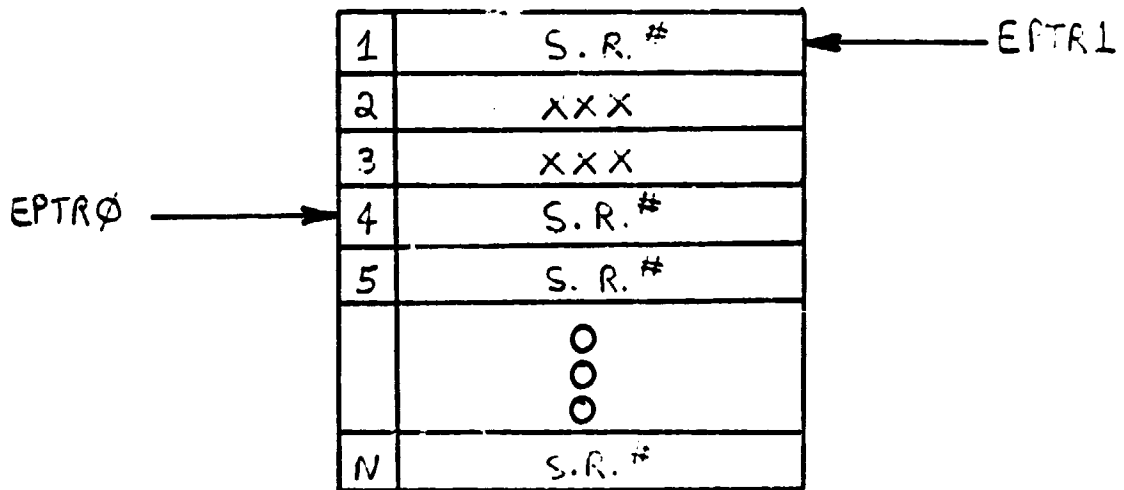 1 S.R.# EPTR1
2 XXX
3 XXX
EPTRØ 4 S.R.#
5 S.R.#
N S.R.#